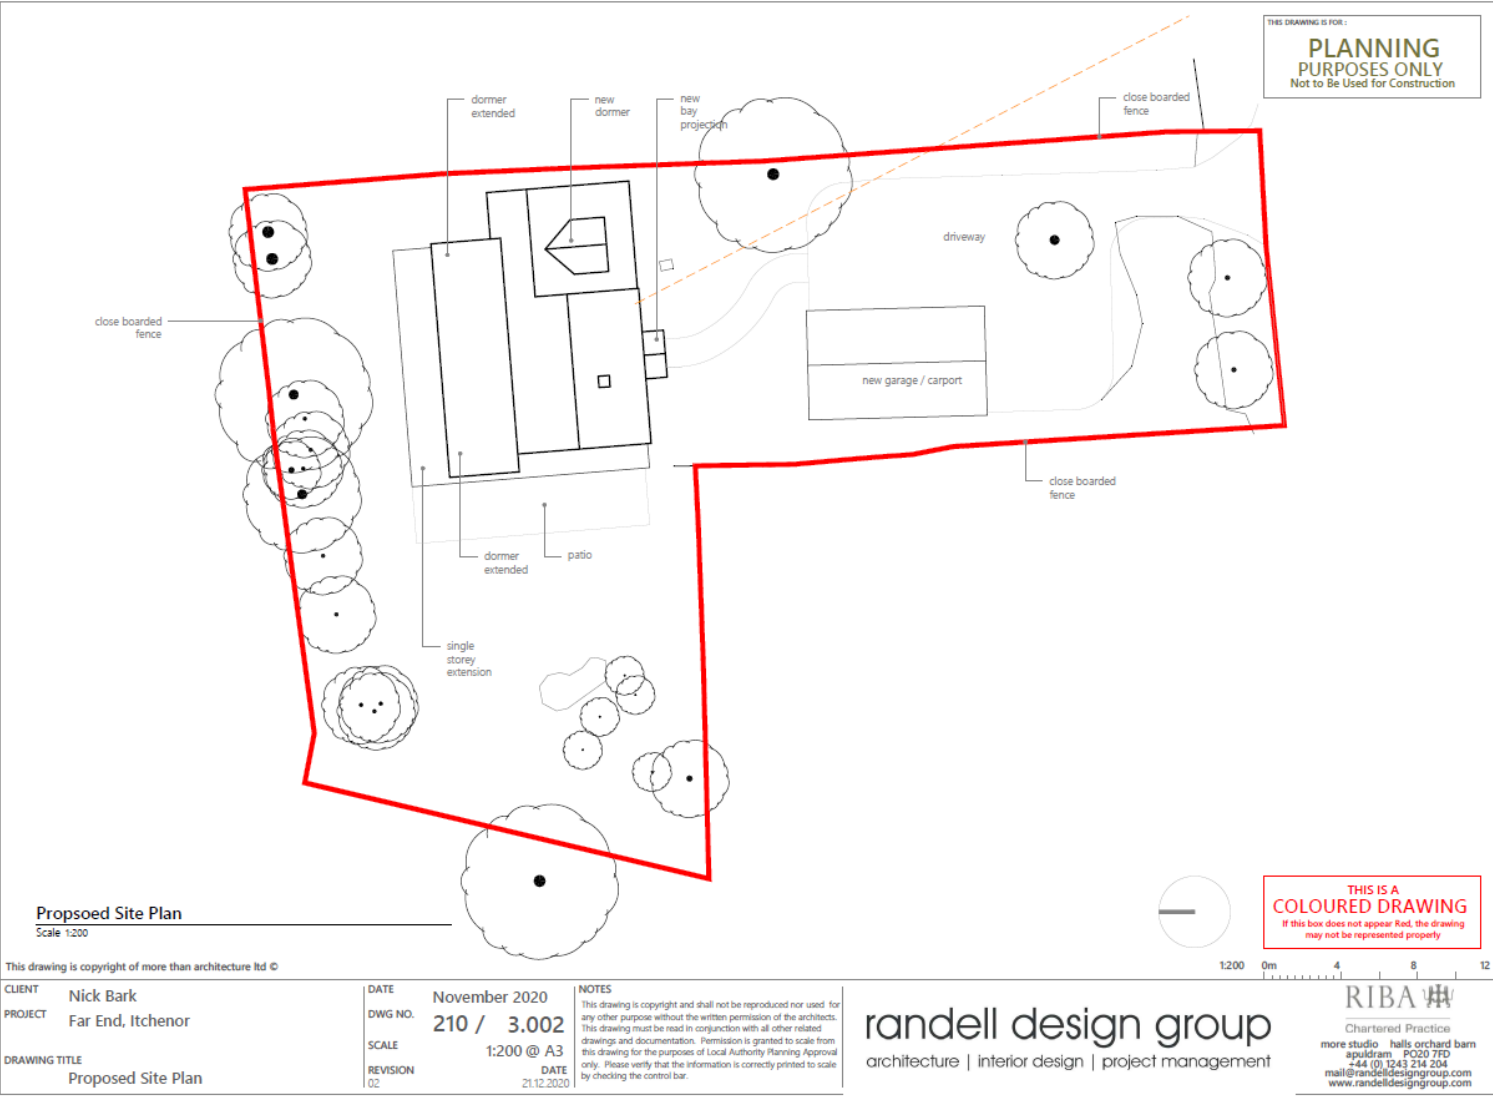 THIS DRAWING IS FOR :
PLANNING
PURPOSES ONLY
Not to Be Used for Construction
dormer
extended
new
dormer
new
bay
projection
close boarded
fence
driveway
close boarded
fence
new garage / carport
close boarded
fence
dormer
extended
patio
single
storey
extension
Propsoed Site Plan
Scale 1:200
THIS IS A
COLOURED DRAWING
If this box does not appear Red, the drawing
may not be represented properly
This drawing is copyright of more than architecture ltd ©
1:200 0m 4 8 12
CLIENT
Nick Bark
PROJECT
Far End, Itchenor
DRAWING TITLE
Proposed Site Plan
DATE
November 2020
DWG NO.
210 / 3.002
SCALE
1:200 @ A3
REVISION
02
DATE
21.12.2020
NOTES
This drawing is copyright and shall not be reproduced nor used for
any other purpose without the written permission of the architects.
This drawing must be read in conjunction with all other related
drawings and documentation. Permission is granted to scale from
this drawing for the purposes of Local Authority Planning Approval
only. Please verify that the information is correctly printed to scale
by checking the control bar.
randell design group
architecture | interior design | project management
RIBA
Chartered Practice
more studio halls orchard barn
apuldram PO20 7FD
+44 (0) 1243 214 204
mail@randelldesigngroup.com
www.randelldesigngroup.com